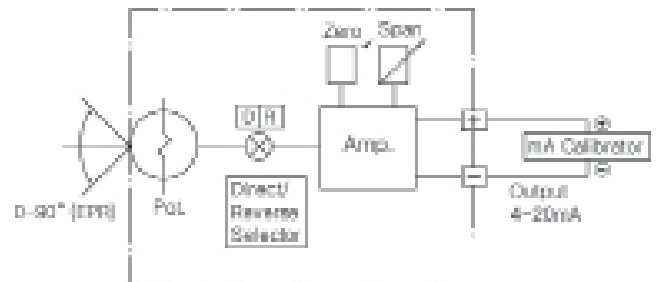 Zero Span
D R
+
Amp.
mA Calibrator
−
0~90° (EPR)
Pot.
Direct/
Reverse
Selector
Output
4~20mA